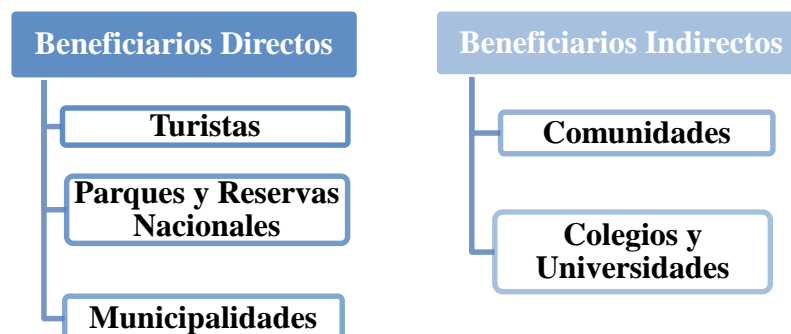 Beneficiarios Directos
Turistas
Parques y Reservas
Nacionales
Municipalidades
Beneficiarios Indirectos
Comunidades
Colegios y
Universidades